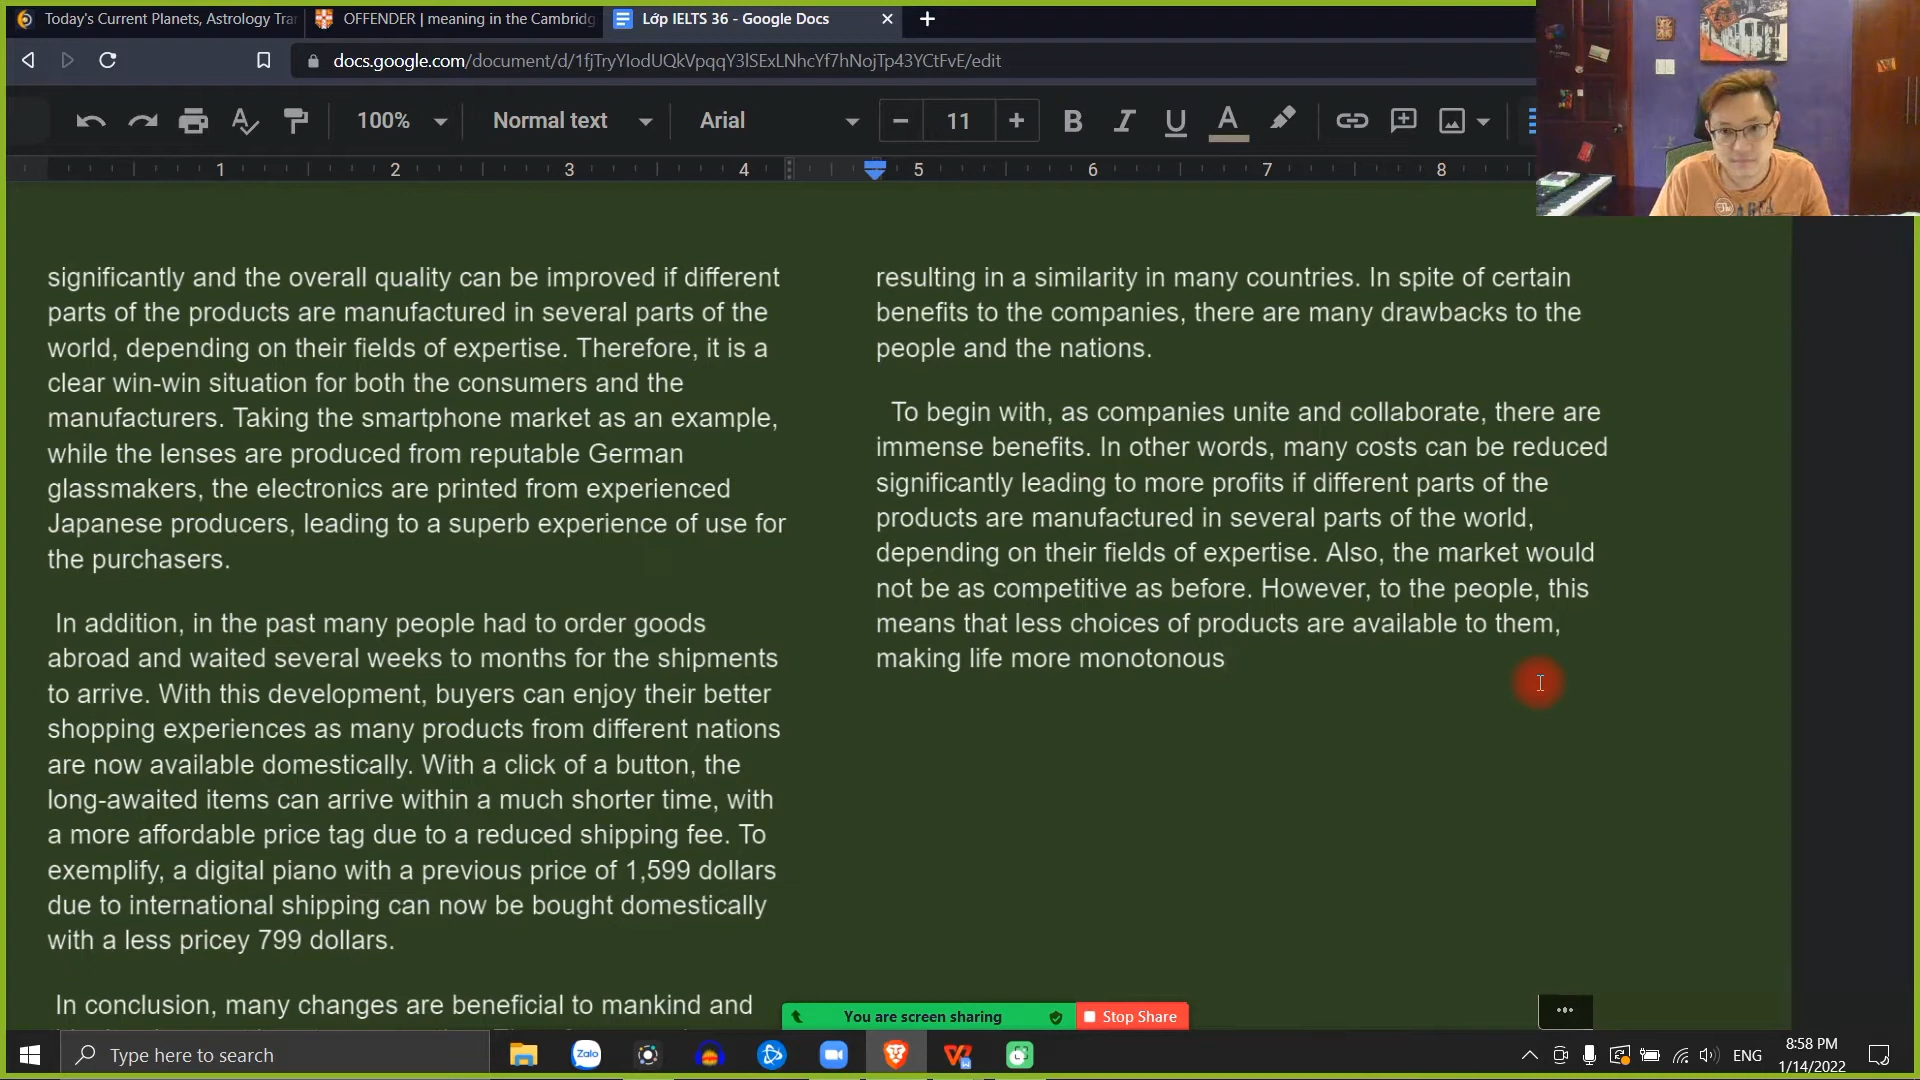 Today's Current Planets, Astrology Tra
OFFENDER | meaning in the Cambridg
Lớp IELTS 36 - Google Docs
docs.google.com/document/d/1fjTryYIodUQkVpqqY3lSExLNhcYf7hNojTp43YCtFvE/edit
100%
Normal text
Arial
11
B I U A
1 2 3 4 5 6 7 8
significantly and the overall quality can be improved if different
parts of the products are manufactured in several parts of the
world, depending on their fields of expertise. Therefore, it is a
clear win-win situation for both the consumers and the
manufacturers. Taking the smartphone market as an example,
while the lenses are produced from reputable German
glassmakers, the electronics are printed from experienced
Japanese producers, leading to a superb experience of use for
the purchasers.
In addition, in the past many people had to order goods
abroad and waited several weeks to months for the shipments
to arrive. With this development, buyers can enjoy their better
shopping experiences as many products from different nations
are now available domestically. With a click of a button, the
long-awaited items can arrive within a much shorter time, with
a more affordable price tag due to a reduced shipping fee. To
exemplify, a digital piano with a previous price of 1,599 dollars
due to international shipping can now be bought domestically
with a less pricey 799 dollars.
In conclusion, many changes are beneficial to mankind and
resulting in a similarity in many countries. In spite of certain
benefits to the companies, there are many drawbacks to the
people and the nations.
To begin with, as companies unite and collaborate, there are
immense benefits. In other words, many costs can be reduced
significantly leading to more profits if different parts of the
products are manufactured in several parts of the world,
depending on their fields of expertise. Also, the market would
not be as competitive as before. However, to the people, this
means that less choices of products are available to them,
making life more monotonous
You are screen sharing
Stop Share
Type here to search
Zalo
ENG
8:58 PM
1/14/2022